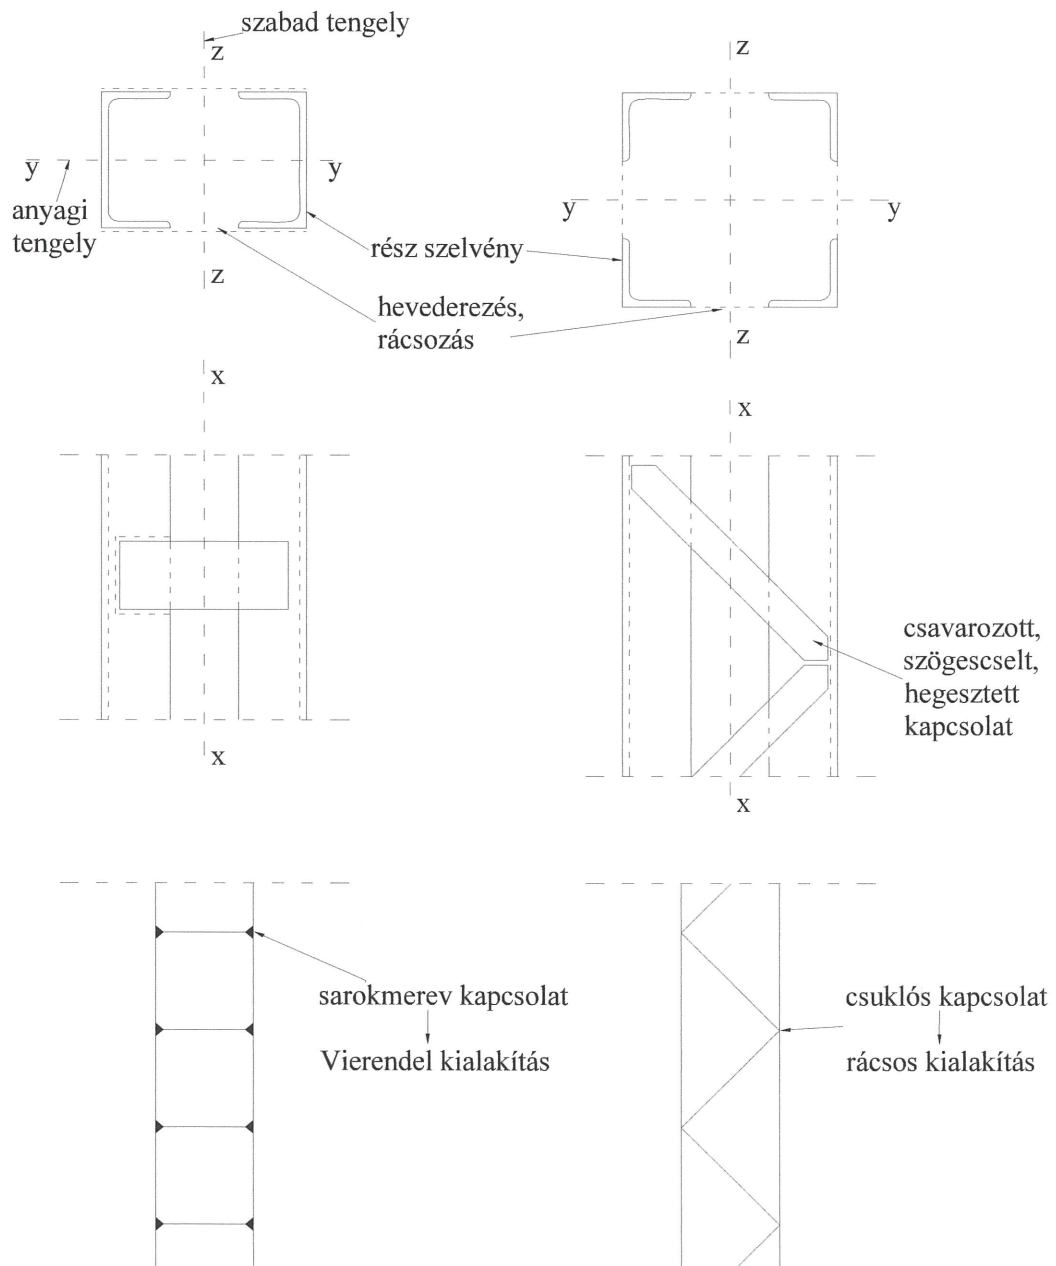 szabad tengely
z
z
y
y
anyagi
tengely
y
y
rész szelvény
z
hevederezés,
rácsozás
z
x
x
csavarozott,
szögescselt,
hegesztett
kapcsolat
x
x
sarokmerev kapcsolat
Vierendel kialakítás
csuklós kapcsolat
rácsos kialakítás